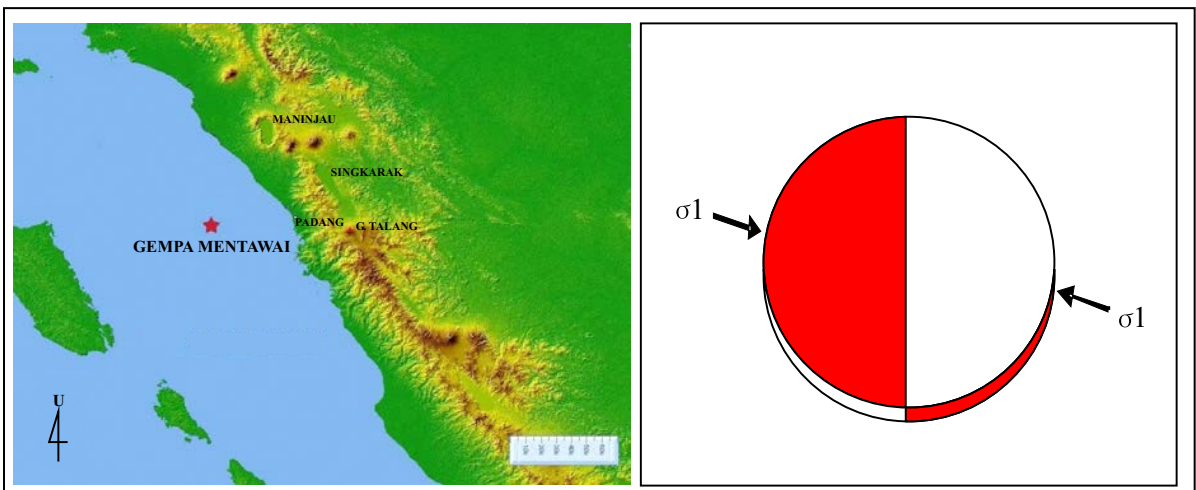 MANINJAU
SINGKARAK
PADANG
G.TALANG
GEMPA MENTAWAI
U
σ1
σ1